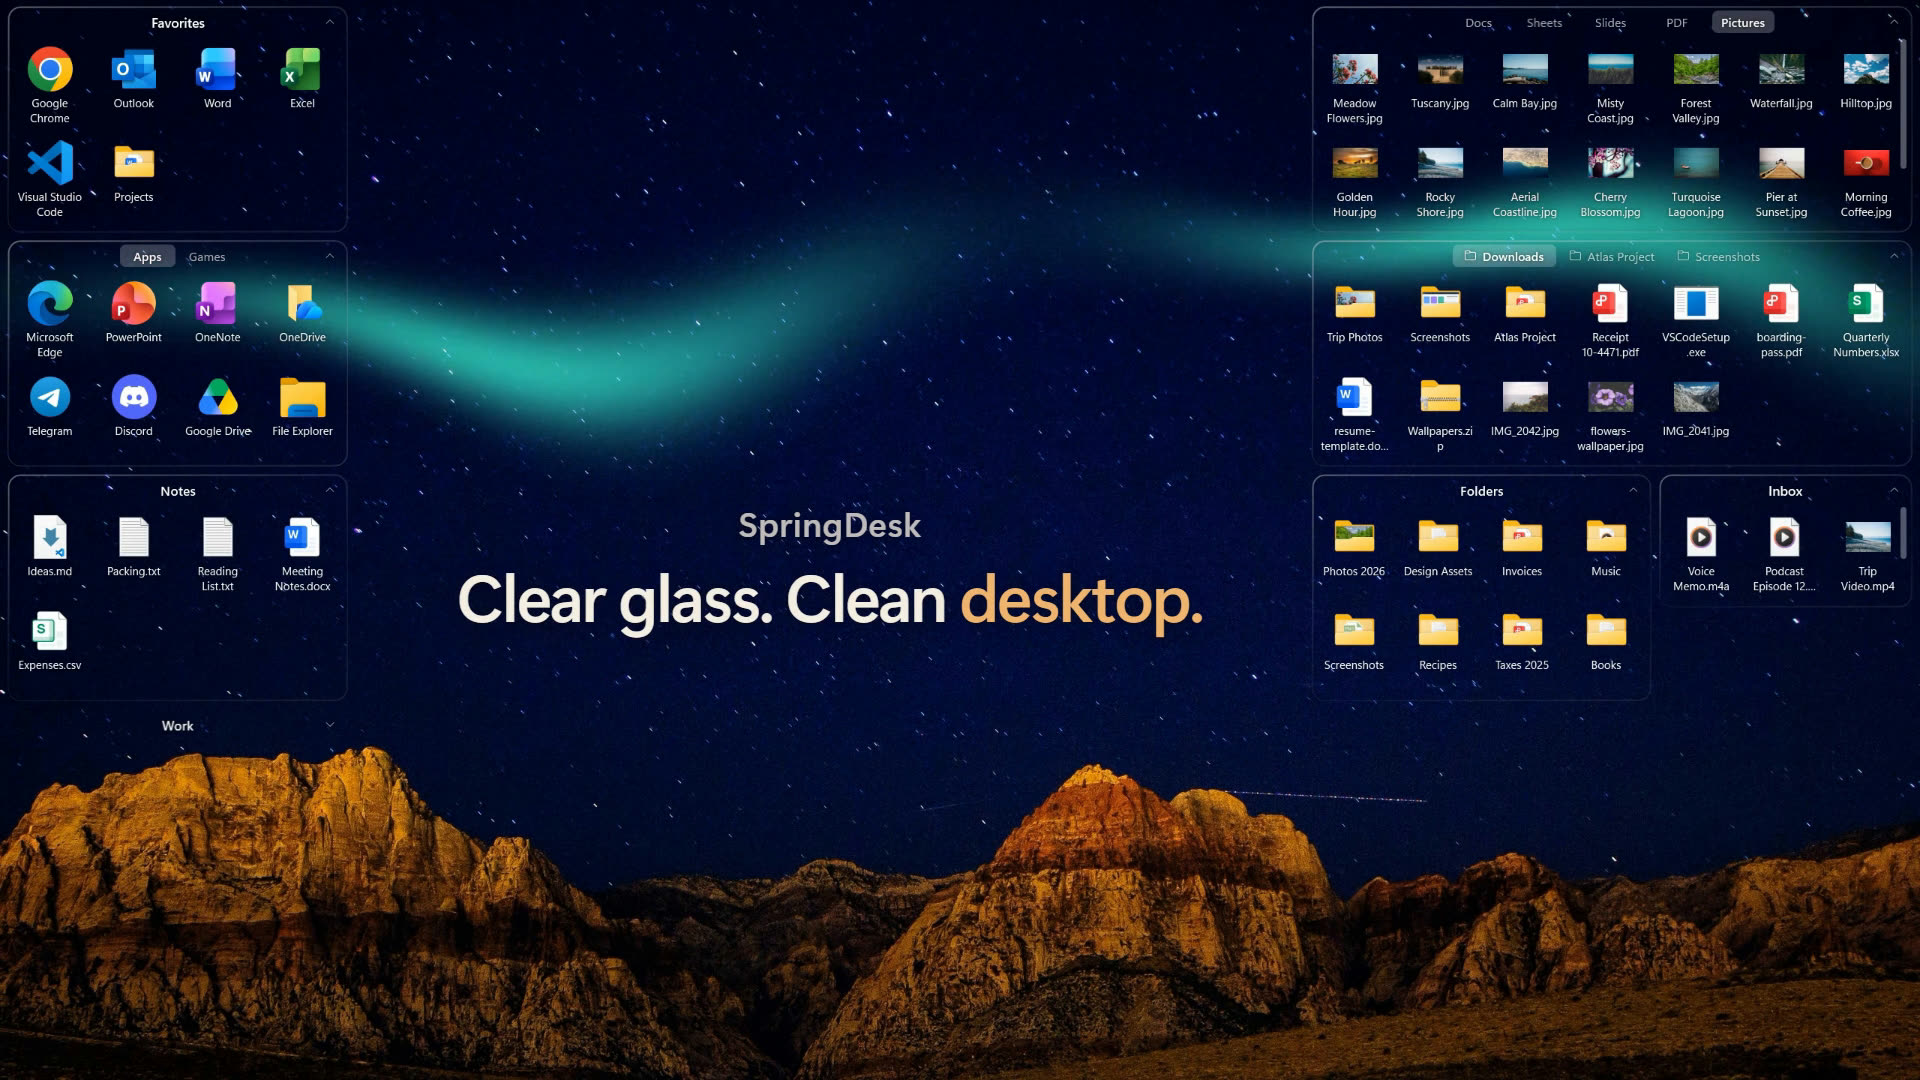 Favorites
Google
Chrome
Outlook
Word
Excel
Visual Studio
Code
Projects
Apps
Games
Microsoft
Edge
PowerPoint
OneNote
OneDrive
Telegram
Discord
Google Drive
File Explorer
Notes
Ideas.md
Packing.txt
Reading
List.txt
Meeting
Notes.docx
Expenses.csv
Work
SpringDesk
Clear glass. Clean desktop.
Docs
Sheets
Slides
PDF
Pictures
Meadow
Flowers.jpg
Tuscany.jpg
Calm Bay.jpg
Misty
Coast.jpg
Forest
Valley.jpg
Waterfall.jpg
Hilltop.jpg
Golden
Hour.jpg
Rocky
Shore.jpg
Aerial
Coastline.jpg
Cherry
Blossom.jpg
Turquoise
Lagoon.jpg
Pier at
Sunset.jpg
Morning
Coffee.jpg
Downloads
Atlas Project
Screenshots
Trip Photos
Screenshots
Atlas Project
Receipt
10-4471.pdf
VSCodeSetup
.exe
boarding-
pass.pdf
Quarterly
Numbers.xlsx
resume-
template.do...
Wallpapers.zi
p
IMG_2042.jpg
flowers-
wallpaper.jpg
IMG_2041.jpg
Folders
Photos 2026
Design Assets
Invoices
Music
Screenshots
Recipes
Taxes 2025
Books
Inbox
Voice
Memo.m4a
Podcast
Episode 12....
Trip
Video.mp4